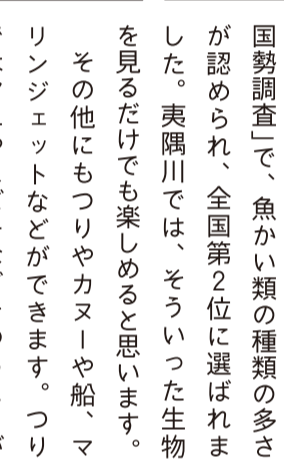 国勢調査」で、魚かい類の種類の多さ
が認められ、全国第2位に選ばれま
した。夷隅川では、そういった生物
を見るだけでも楽しめると思います。
その他にもつりやカヌーや船、マ
リンジェットなどができます。つり